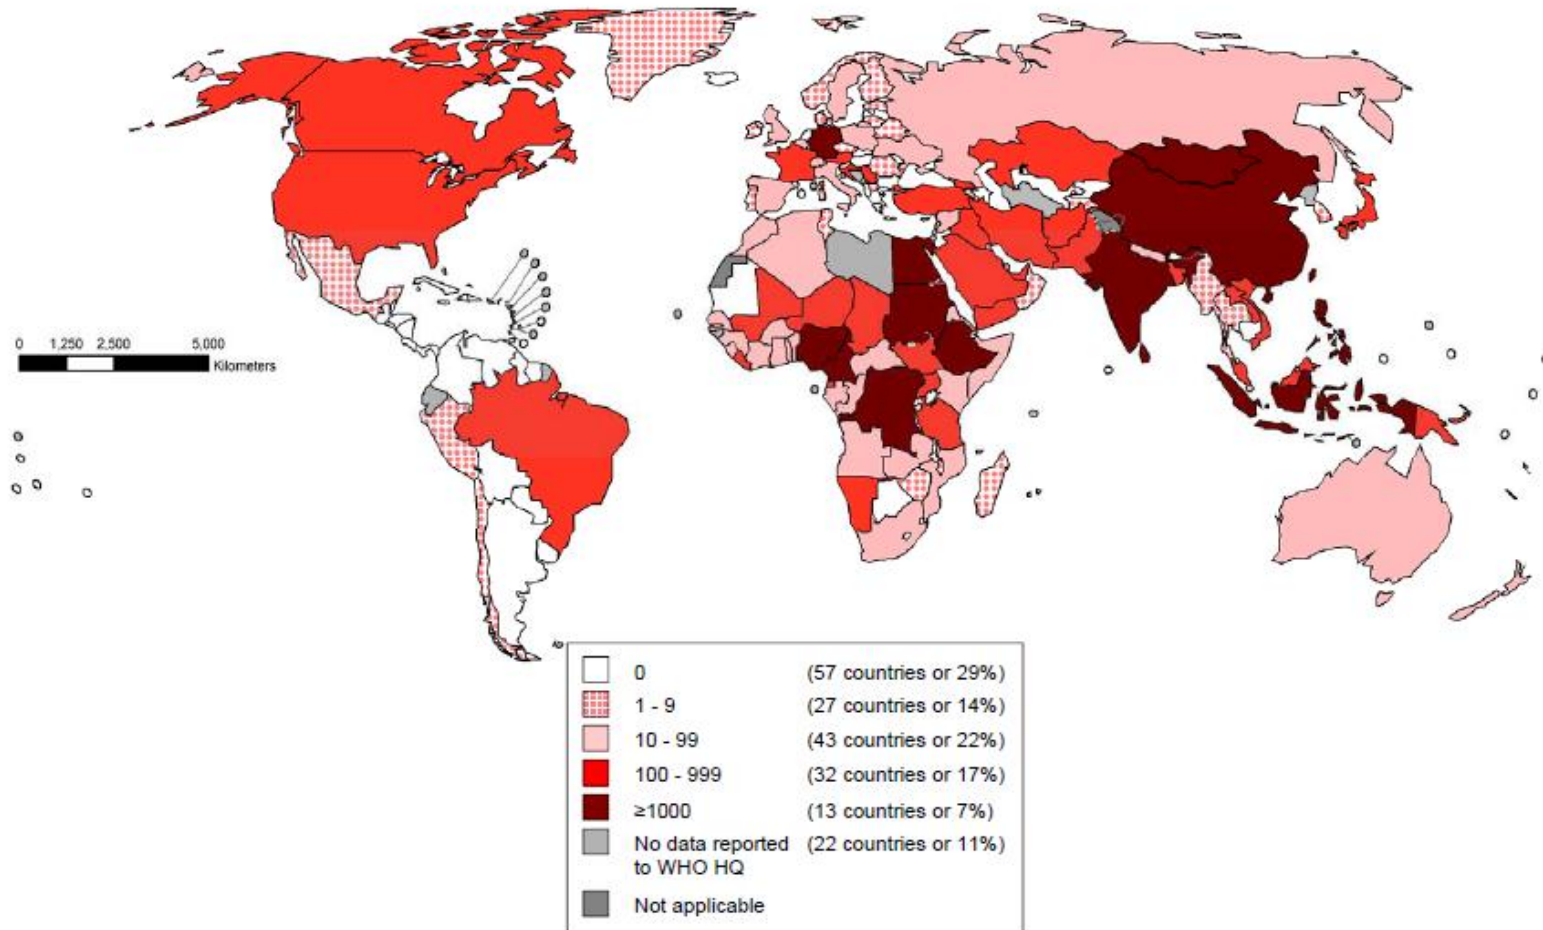 0 1,250 2,500 5,000
Kilometers
0 (57 countries or 29%)
1 - 9 (27 countries or 14%)
10 - 99 (43 countries or 22%)
100 - 999 (32 countries or 17%)
≥1000 (13 countries or 7%)
No data reported (22 countries or 11%)
to WHO HQ
Not applicable